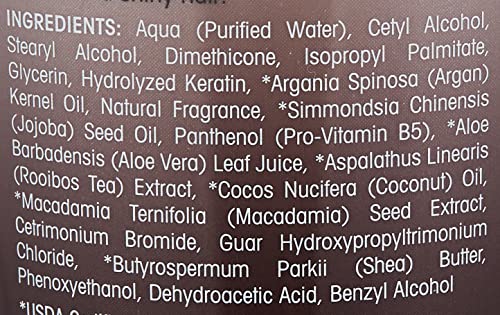 Shiny Hair!
INGREDIENTS: Aqua (Purified Water), Cetyl Alcohol,
Stearyl Alcohol, Dimethicone, Isopropyl Palmitate,
Glycerin, Hydrolyzed Keratin, *Argania Spinosa (Argan)
Kernel Oil, Natural Fragrance, *Simmondsia Chinensis
(Jojoba) Seed Oil, Panthenol (Pro-Vitamin B5), *Aloe
Barbadensis (Aloe Vera) Leaf Juice, *Aspalathus Linearis
(Rooibos Tea) Extract, *Cocos Nucifera (Coconut) Oil,
*Macadamia Ternifolia (Macadamia) Seed Extract,
Cetrimonium Bromide, Guar Hydroxypropyltrimonium
Chloride, *Butyrospermum Parkii (Shea) Butter,
Phenoxyethanol, Dehydroacetic Acid, Benzyl Alcohol
*USDA